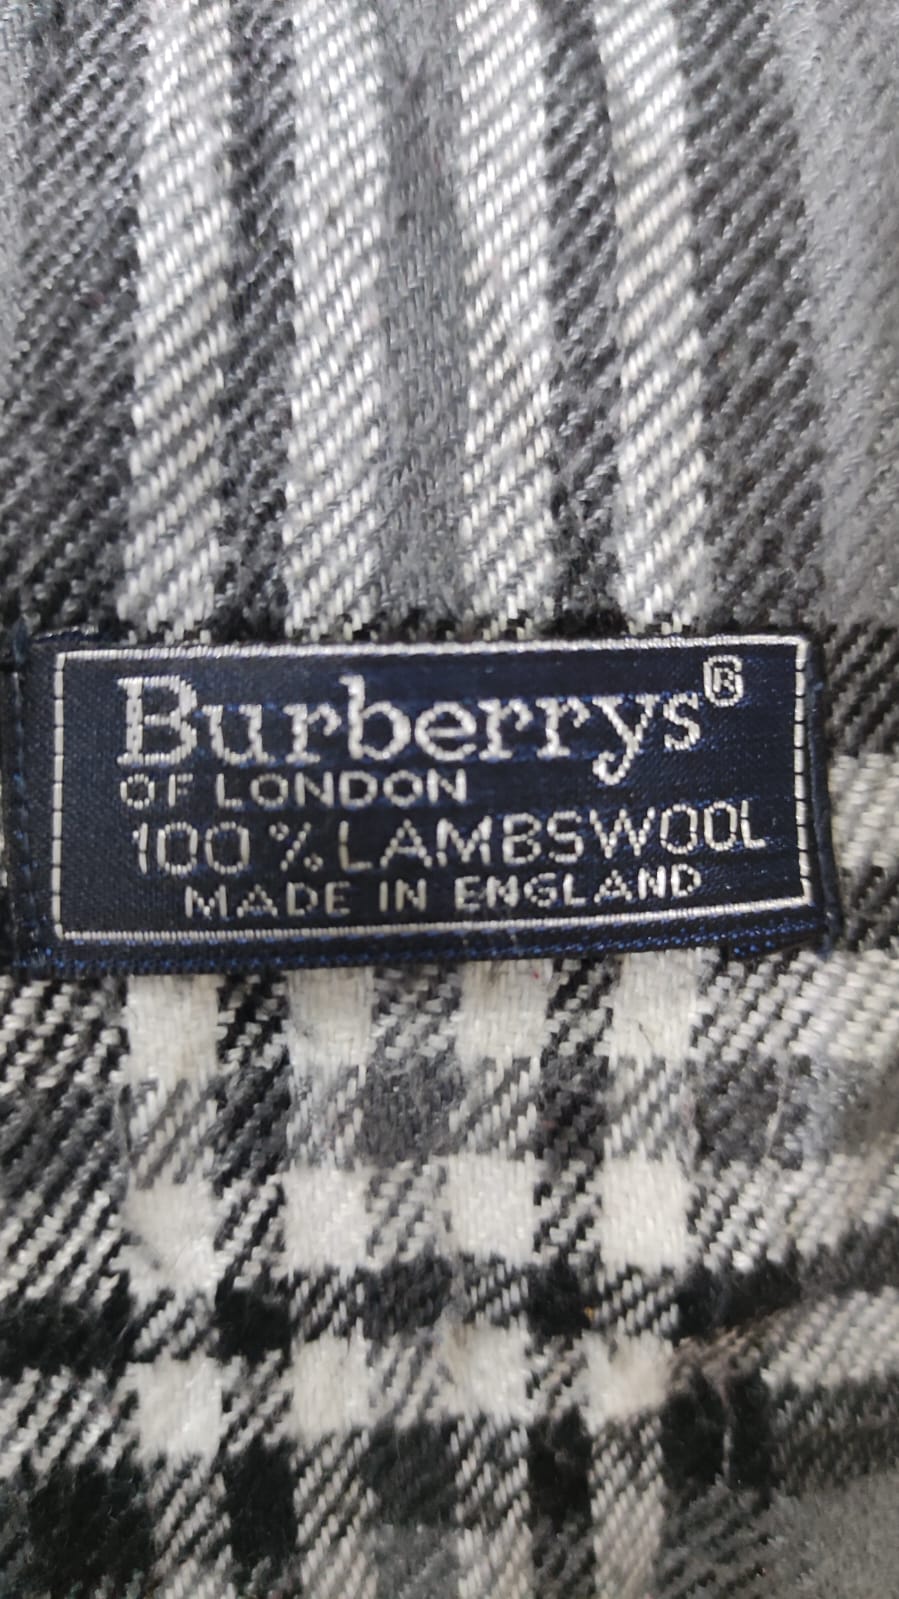 Burberrys®
OF LONDON
100% LAMBSWOOL
MADE IN ENGLAND